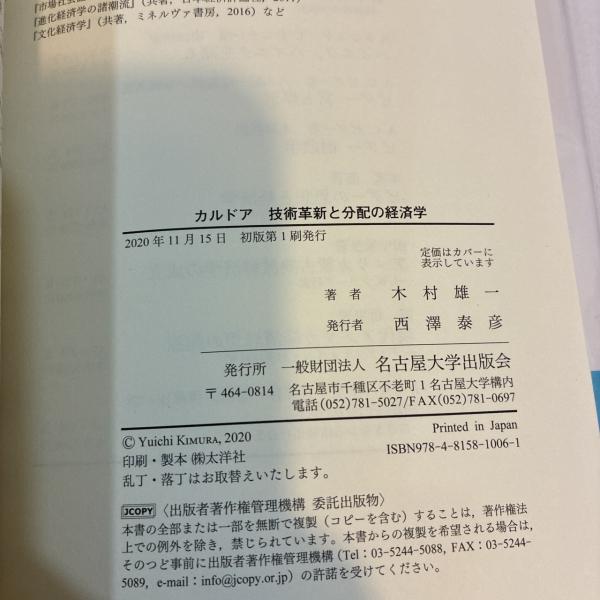 『進化経済学の諸潮流』(共著,
『文化経済学』(共著, ミネルヴァ書房, 2016) など
カルドア 技術革新と分配の経済学
2020年11月15日 初版第1刷発行
定価はカバーに
表示しています
著者 木村雄一
発行者 西澤泰彦
発行所 一般財団法人 名古屋大学出版会
〒464-0814 名古屋市千種区不老町1名古屋大学構内
電話(052)781-5027/FAX(052)781-0697
© Yuichi KIMURA, 2020
Printed in Japan
印刷・製本 ㈱太洋社
ISBN978-4-8158-1006-1
乱丁・落丁はお取替えいたします。
JCOPY 〈出版者著作権管理機構 委託出版物〉
本書の全部または一部を無断で複製(コピーを含む)することは, 著作権法
上での例外を除き, 禁じられています。本書からの複製を希望される場合は,
そのつど事前に出版者著作権管理機構 (Tel:03-5244-5088, FAX:03-5244-
5089, e-mail:info@jcopy.or.jp) の許諾を受けてください。